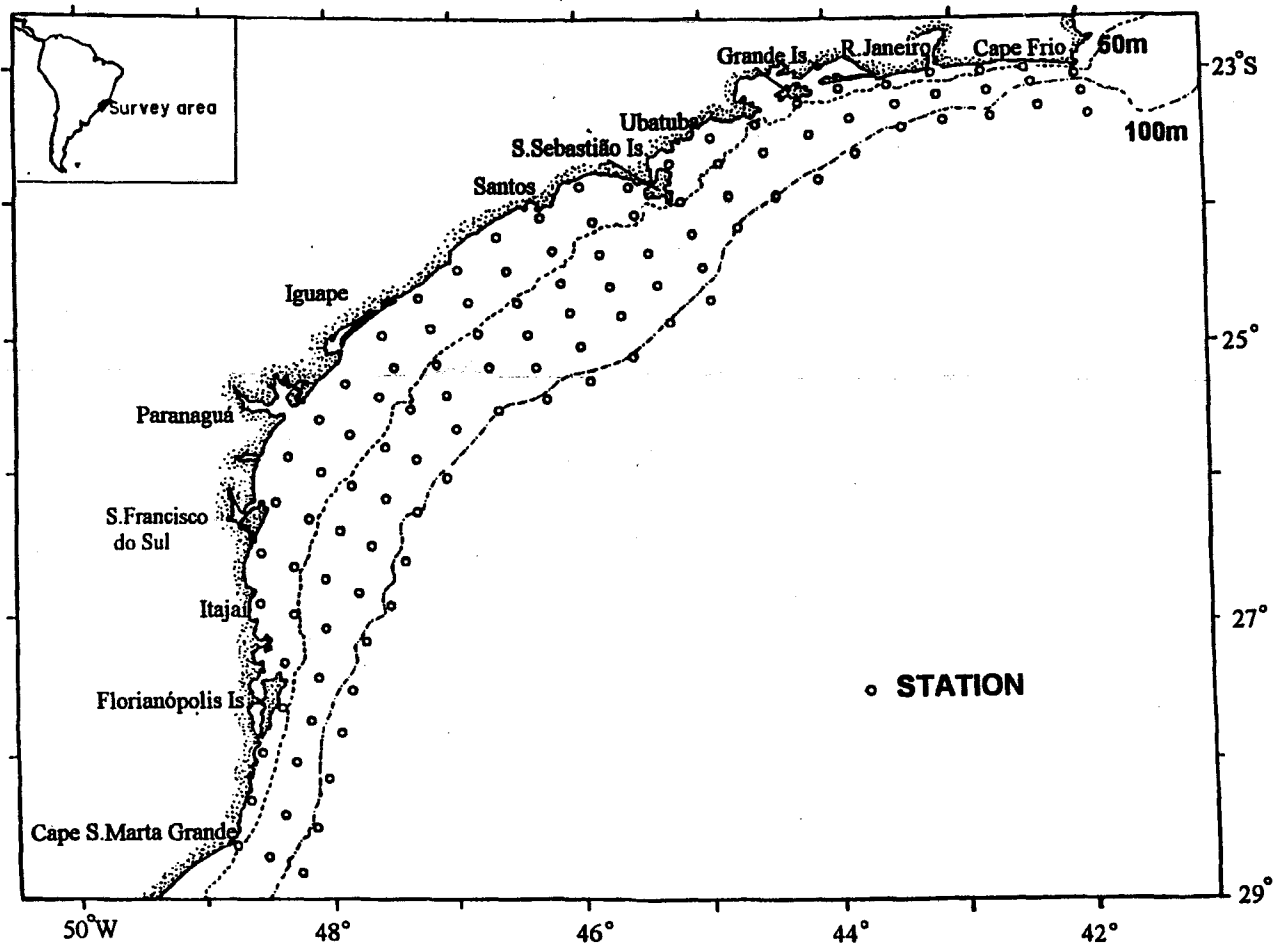 Survey area
Grande Is.
R.Janeiro
Cape Frio
60m
23°S
100m
Ubatuba
S.Sebastião Is.
Santos
Iguape
25°
Paranaguá
S.Francisco
do Sul
Itajaí
27°
Florianópolis Is.
STATION
Cape S.Marta Grande
29°
50°W
48°
46°
44°
42°